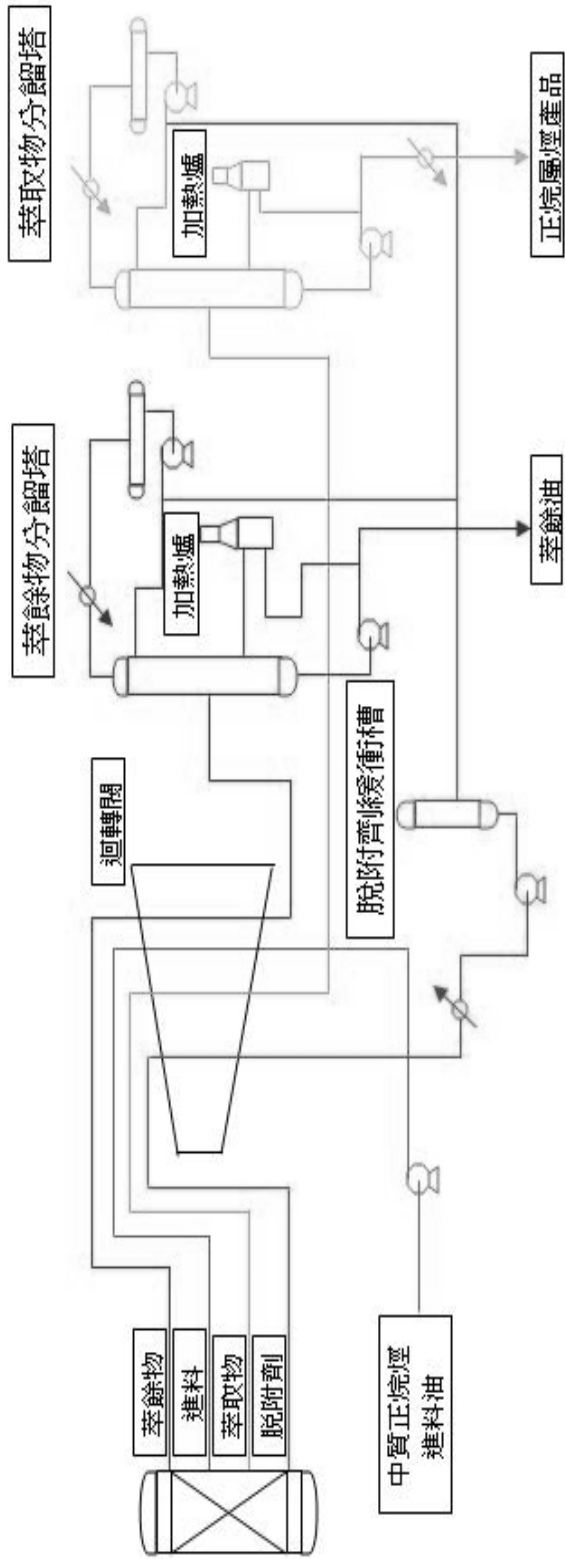 萃餘物
進料
萃取物
脫附劑
中質正烷烴
進料油
迴轉閥
脫附劑緩衝槽
萃餘物分餾塔
加熱爐
萃餘油
萃取物分餾塔
加熱爐
正烷屬烴產品